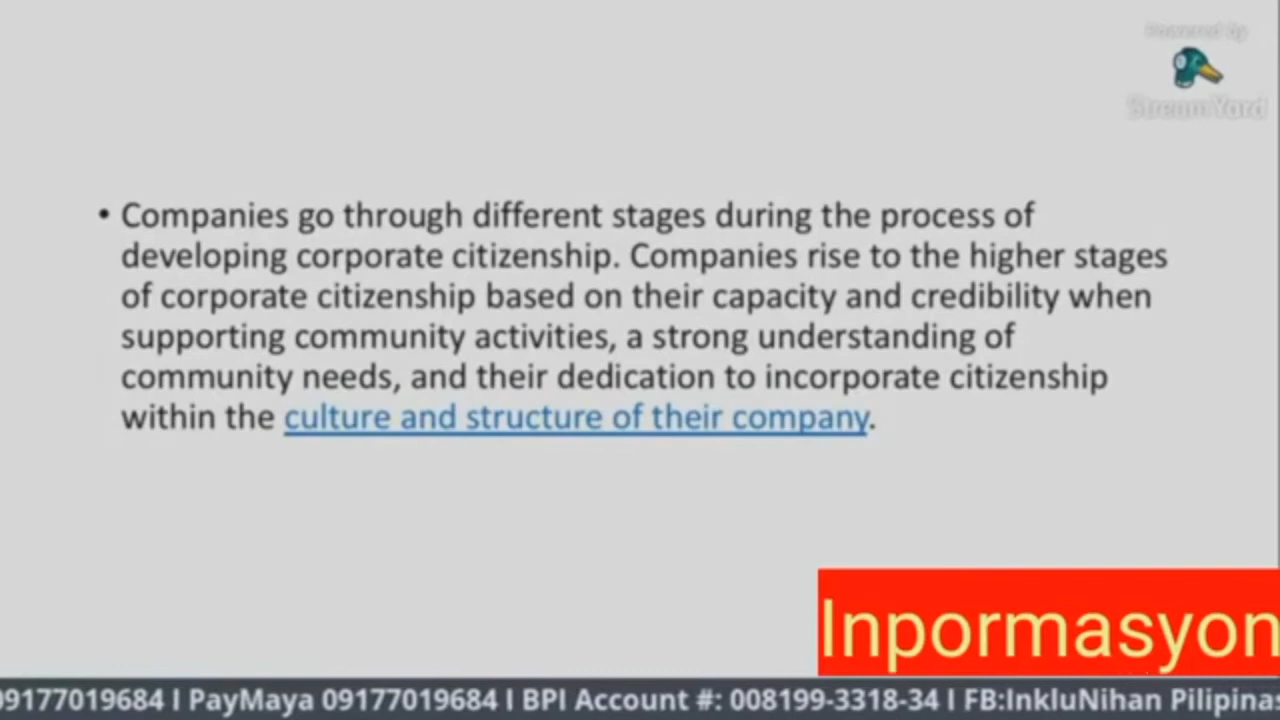 Powered by
StreamYard
• Companies go through different stages during the process of
developing corporate citizenship. Companies rise to the higher stages
of corporate citizenship based on their capacity and credibility when
supporting community activities, a strong understanding of
community needs, and their dedication to incorporate citizenship
within the culture and structure of their company.
Inpormasyon
09177019684 I PayMaya 09177019684 I BPI Account #: 008199-3318-34 I FB:InkluNihan Pilipinas